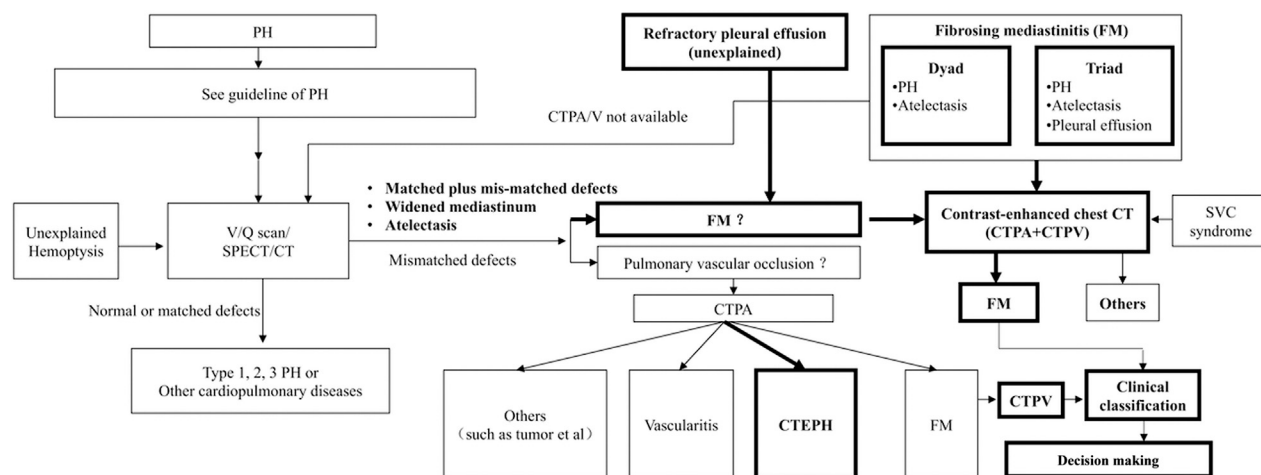 PH
See guideline of PH
Refractory pleural effusion
(unexplained)
Fibrosing mediastinitis (FM)
Dyad
•PH
•Atelectasis
Triad
•PH
•Atelectasis
•Pleural effusion
CTPA/V not available
• Matched plus mis-matched defects
• Widened mediastinum
• Atelectasis
Unexplained
Hemoptysis
V/Q scan/
SPECT/CT
Mismatched defects
FM ?
Pulmonary vascular occlusion ?
Contrast-enhanced chest CT
(CTPA+CTPV)
SVC
syndrome
Normal or matched defects
CTPA
FM
Others
Type 1, 2, 3 PH or
Other cardiopulmonary diseases
Others
(such as tumor et al)
Vascularitis
CTEPH
FM
CTPV
Clinical
classification
Decision making